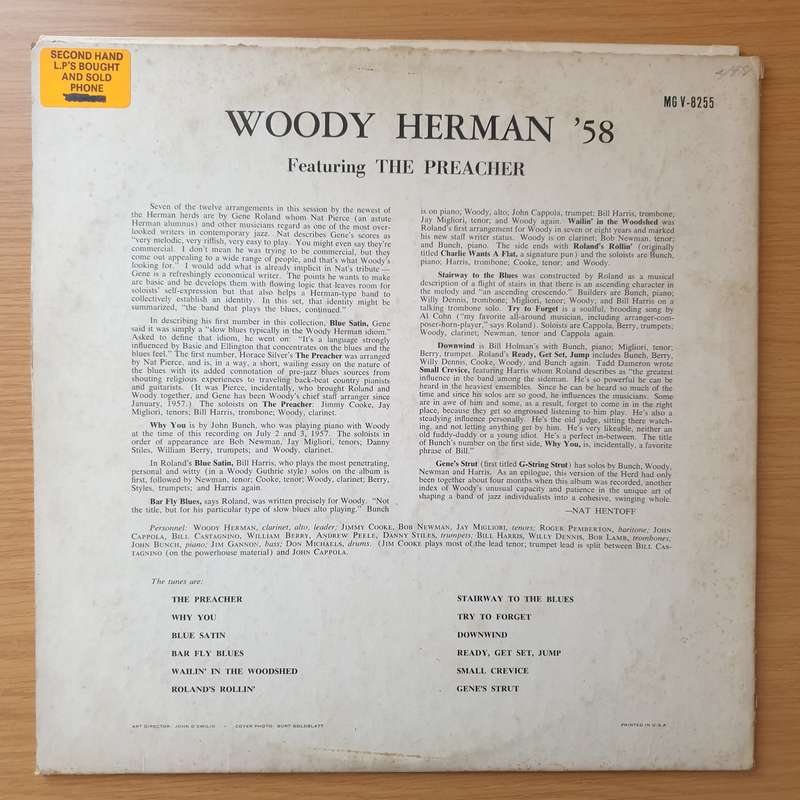 SECOND HAND
L.P'S BOUGHT
AND SOLD
PHONE
MG V-8255
WOODY HERMAN '58
Featuring THE PREACHER
Seven of the twelve arrangements in this session by the newest of
the Herman herds are by Gene Roland whom Nat Pierce (an astute
Herman alumnus) and other musicians regard as one of the most over-
looked writers in contemporary jazz. Nat describes Gene's scores as
"very melodic, very riffish, very easy to play. You might even say they're
commercial. I don't mean he was trying to be commercial, but they
come out appealing to a wide range of people, and that's what Woody's
looking for." I would add what is already implicit in Nat's tribute—
Gene is a refreshingly economical writer. The points he wants to make
are basic and he develops them with flowing logic that leaves room for
soloists' self-expression but that also helps a Herman-type band to
collectively establish an identity. In this set, that identity might be
summarized, "the band that plays the blues, continued."
In describing his first number in this collection, Blue Satin, Gene
said it was simply a "slow blues typically in the Woody Herman idiom."
Asked to define that idiom, he went on: "It's a language strongly
influenced by Basie and Ellington that concentrates on the blues and the
blues feel." The first number, Horace Silver's The Preacher was arranged
by Nat Pierce, and is, in a way, a short, wailing essay on the nature of
the blues with its added connotation of pre-jazz blues sources from
shouting religious experiences to traveling back-beat country pianists
and guitarists. (It was Pierce, incidentally, who brought Roland and
Woody together, and Gene has been Woody's chief staff arranger since
January, 1957.) The soloists on The Preacher: Jimmy Cooke, Jay
Migliori, tenors; Bill Harris, trombone; Woody, clarinet.
Why You is by John Bunch, who was playing piano with Woody
at the time of this recording on July 2 and 3, 1957. The soloists in
order of appearance are Bob Newman, Jay Migliori, tenors; Danny
Stiles, William Berry, trumpets; and Woody, clarinet.
In Roland's Blue Satin, Bill Harris, who plays the most penetrating,
personal and witty (in a Woody Guthrie style) solos on the album is
first, followed by Newman, tenor; Cooke, tenor; Woody, clarinet; Berry,
Styles, trumpets; and Harris again.
Bar Fly Blues, says Roland, was written precisely for Woody. "Not
the title, but for his particular type of slow blues alto playing." Bunch
is on piano; Woody, alto; John Cappola, trumpet; Bill Harris, trombone;
Jay Migliori, tenor; and Woody again. Wailin' in the Woodshed was
Roland's first arrangement for Woody in seven or eight years and marked
his new staff writer status. Woody is on clarinet; Bob Newman, tenor
and Bunch, piano. The side ends with Roland's Rollin' (originally
titled Charlie Wants A Flat, a signature pun) and the soloists are Bunch,
piano; Harris, trombone; Cooke, tenor; and Woody.
Stairway to the Blues was constructed by Roland as a musical
description of a flight of stairs in that there is an ascending character in
the melody and "an ascending crescendo." Builders are Bunch, piano;
Willy Dennis, trombone; Migliori, tenor; Woody; and Bill Harris on a
talking trombone solo. Try to Forget is a soulful, brooding song by
Al Cohn ("my favorite all-around musician, including arranger-com-
poser-horn-player," says Roland). Soloists are Cappola, Berry, trumpets;
Woody, clarinet; Newman, tenor and Cappola again.
Downwind is Bill Holman's with Bunch, piano; Migliori, tenor;
Berry, trumpet. Roland's Ready, Get Set, Jump includes Bunch, Berry,
Willy Dennis, Cooke, Woody, and Bunch again. Tadd Dameron wrote
Small Crevice, featuring Harris whom Roland describes as "the greatest
influence in the band among the sideman. He's so powerful he can be
heard in the heaviest ensembles. Since he can be heard so much of the
time and since his solos are so good, he influences the musicians. Some
are in awe of him and some, as a result, forget to come in in the right
place, because they get so engrossed listening to him play. He's also a
steadying influence personally. He's the old judge, sitting there watch-
ing, and not letting anything get by him. He's very likeable, neither an
old fuddy-duddy or a young idiot. He's a perfect in-between. The title
of Bunch's number on the first side, Why You, is, incidentally, a favorite
phrase of Bill."
Gene's Strut (first titled G-String Strut) has solos by Bunch, Woody,
Newman and Harris. As an epilogue, this version of the Herd had only
been together about four months when this album was recorded, another
index of Woody's unusual capacity and patience in the unique art of
shaping a band of jazz individualists into a cohesive, swinging whole.
—NAT HENTOFF
Personnel: WOODY HERMAN, clarinet, alto, leader; JIMMY COOKE, BOB NEWMAN, JAY MIGLIORI, tenors; ROGER PEMBERTON, baritone; JOHN
CAPPOLA, BILL CASTAGNINO, WILLIAM BERRY, ANDREW PEELE, DANNY STILES, trumpets; BILL HARRIS, WILLY DENNIS, BOB LAMB, trombones;
JOHN BUNCH, piano; JIM GANNON, bass; DON MICHAELS, drums. (JIM COOKE plays most of the lead tenor; trumpet lead is split between BILL CAS-
TAGNINO (on the powerhouse material) and JOHN CAPPOLA.
The tunes are:
THE PREACHER
WHY YOU
BLUE SATIN
BAR FLY BLUES
WAILIN' IN THE WOODSHED
ROLAND'S ROLLIN'
STAIRWAY TO THE BLUES
TRY TO FORGET
DOWNWIND
READY, GET SET, JUMP
SMALL CREVICE
GENE'S STRUT
ART DIRECTOR: JOHN D'EMILIO - COVER PHOTO: BURT GOLDBLATT
PRINTED IN U.S.A.